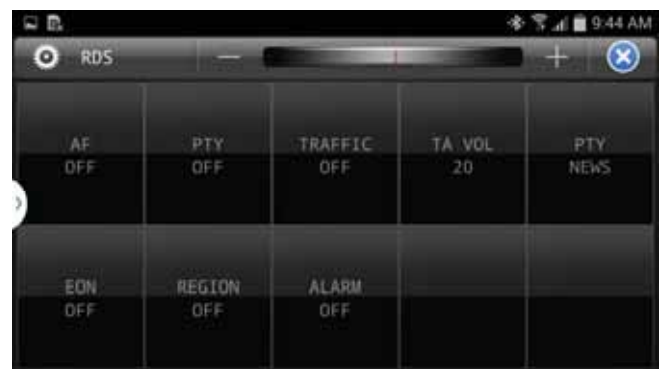 9:44 AM
RDS
AF
OFF
PTY
OFF
TRAFFIC
OFF
TA VOL
20
PTY
NEWS
EON
OFF
REGION
OFF
ALARM
OFF